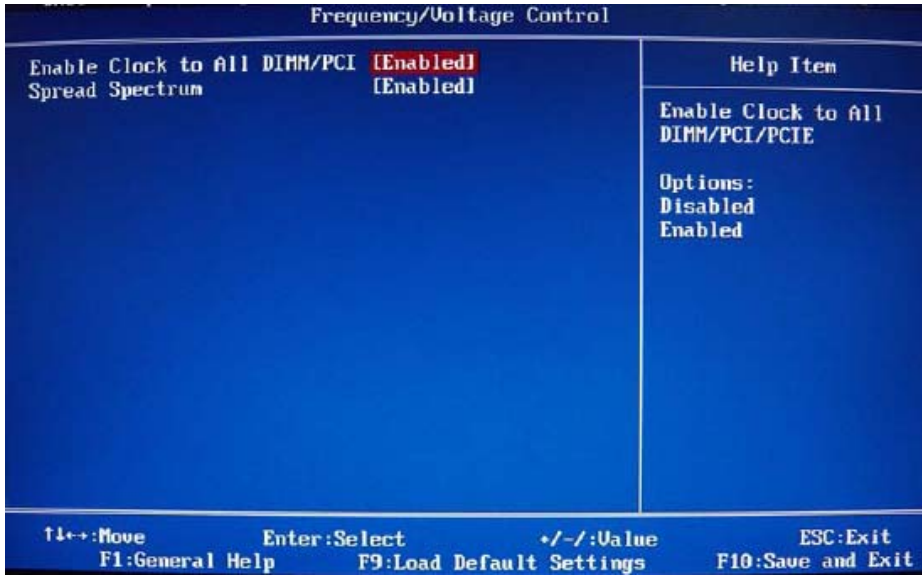 Frequency/Voltage Control
Enable Clock to All DIMM/PCI [Enabled]
Spread Spectrum [Enabled]
Help Item
Enable Clock to All
DIMM/PCI/PCIE
Options:
Disabled
Enabled
↑↓←→:Move Enter:Select +/-/:Value ESC:Exit
F1:General Help F9:Load Default Settings F10:Save and Exit